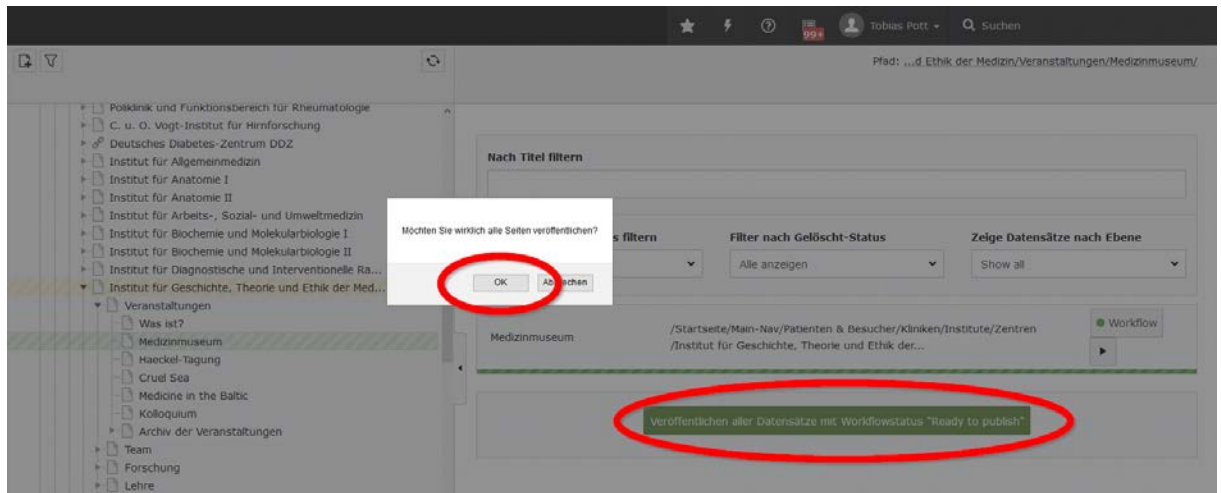 99+
Tobias Pott
Suchen
Pfad: ...d Ethik der Medizin/Veranstaltungen/Medizinmuseum/
Poliklinik und Funktionsbereich für Rheumatologie
C. u. O. Vogt-Institut für Hirnforschung
Deutsches Diabetes-Zentrum DDZ
Institut für Allgemeinmedizin
Institut für Anatomie I
Institut für Anatomie II
Institut für Arbeits-, Sozial- und Umweltmedizin
Institut für Biochemie und Molekularbiologie I
Institut für Biochemie und Molekularbiologie II
Institut für Diagnostische und Interventionelle Ra...
Institut für Geschichte, Theorie und Ethik der Med...
Veranstaltungen
Was ist?
Medizinmuseum
Haeckel-Tagung
Cruel Sea
Medicine in the Baltic
Kolloquium
Archiv der Veranstaltungen
Team
Forschung
Lehre
Möchten Sie wirklich alle Seiten veröffentlichen?
OK
Abbrechen
Nach Titel filtern
s filtern
Filter nach Gelöscht-Status
Zeige Datensätze nach Ebene
Alle anzeigen
Show all
Medizinmuseum
/Startseite/Main-Nav/Patienten & Besucher/Kliniken/Institute/Zentren
/Institut für Geschichte, Theorie und Ethik der...
Workflow
Veröffentlichen aller Datensätze mit Workflowstatus "Ready to publish"